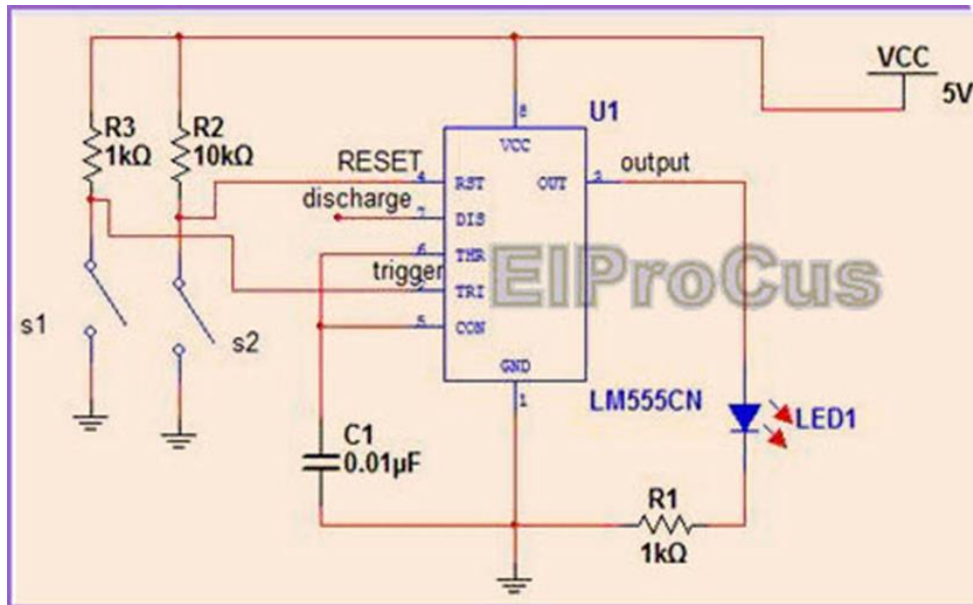 VCC
5V
R3
1kΩ
R2
10kΩ
8
U1
VCC
RESET
4
RST
OUT
3
output
discharge
7
DIS
6
THR
trigger
TRI
ElProCus
5
CON
s1
s2
GND
1
LM555CN
LED1
C1
0.01µF
R1
1kΩ